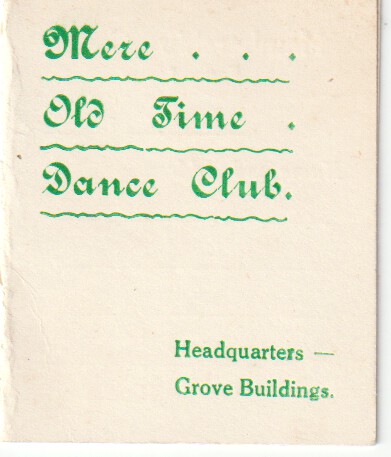 Mere . . .
Old Time .
Dance Club.
Headquarters —
Grove Buildings.